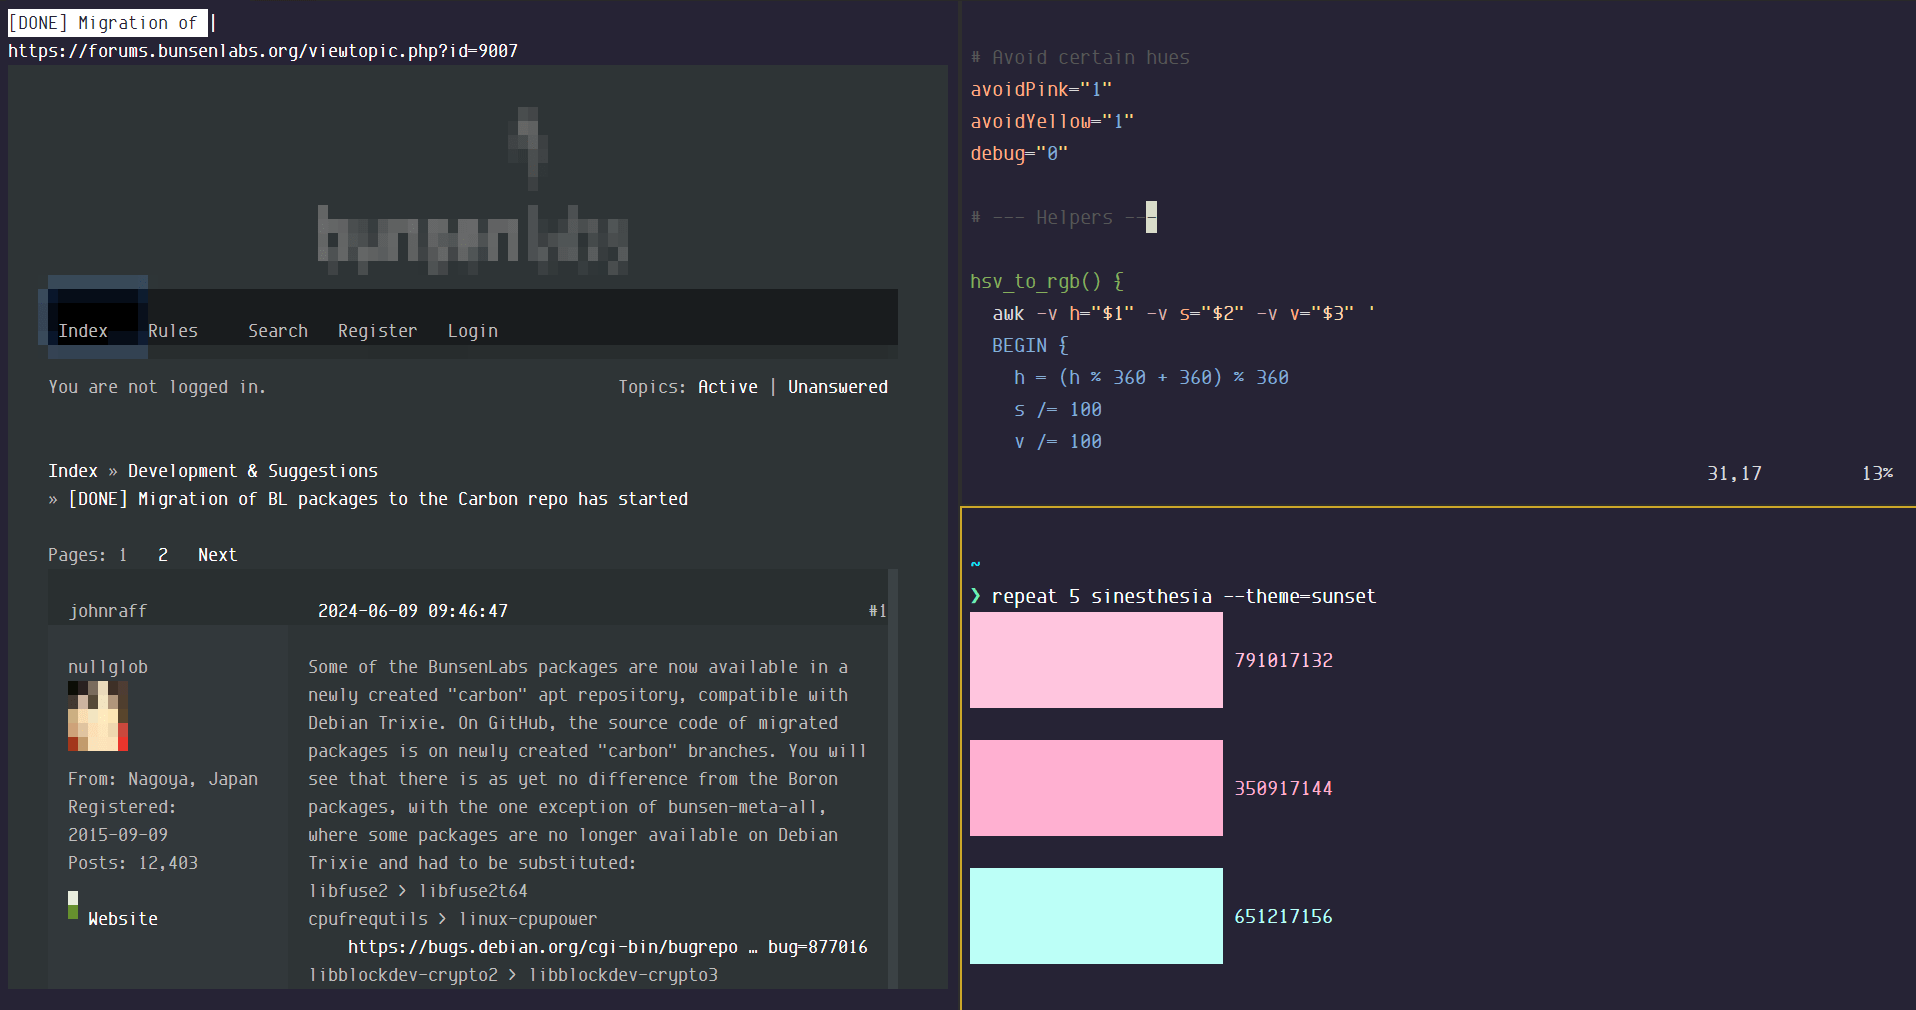 [DONE] Migration of
https://forums.bunsenlabs.org/viewtopic.php?id=9007
bunsenlabs
Index Rules Search Register Login
You are not logged in. Topics: Active | Unanswered
Index » Development & Suggestions
» [DONE] Migration of BL packages to the Carbon repo has started
Pages: 1 2 Next
johnraff 2024-06-09 09:46:47 #1
nullglob
From: Nagoya, Japan
Registered:
2015-09-09
Posts: 12,403
Website
Some of the BunsenLabs packages are now available in a
newly created "carbon" apt repository, compatible with
Debian Trixie. On GitHub, the source code of migrated
packages is on newly created "carbon" branches. You will
see that there is as yet no difference from the Boron
packages, with the one exception of bunsen-meta-all,
where some packages are no longer available on Debian
Trixie and had to be substituted:
libfuse2 > libfuse2t64
cpufrequtils > linux-cpupower
https://bugs.debian.org/cgi-bin/bugrepo … bug=877016
libblockdev-crypto2 > libblockdev-crypto3
# Avoid certain hues
avoidPink="1"
avoidYellow="1"
debug="0"
# --- Helpers ---
hsv_to_rgb() {
awk -v h="$1" -v s="$2" -v v="$3" '
BEGIN {
h = (h % 360 + 360) % 360
s /= 100
v /= 100
31,17 13%
~
❯ repeat 5 sinesthesia --theme=sunset
791017132
350917144
651217156